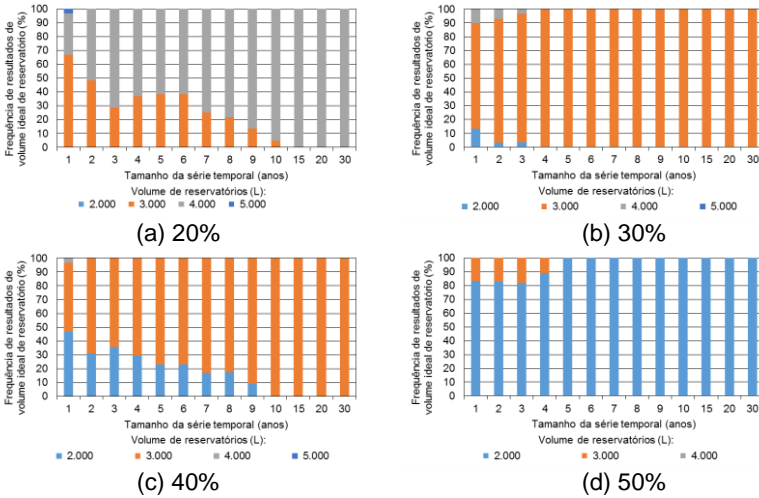 Frequência de resultados de
volume ideal de reservatório (%)
100
90
80
70
60
50
40
30
20
10
0
1 2 3 4 5 6 7 8 9 10 15 20 30
Tamanho da série temporal (anos)
Volume de reservatórios (L):
2.000 3.000 4.000 5.000
(a) 20%
Frequência de resultados de
volume ideal de reservatório (%)
100
90
80
70
60
50
40
30
20
10
0
1 2 3 4 5 6 7 8 9 10 15 20 30
Tamanho da série temporal (anos)
Volume de reservatórios (L):
2.000 3.000 4.000 5.000
(b) 30%
Frequência de resultados de
volume ideal de reservatório (%)
100
90
80
70
60
50
40
30
20
10
0
1 2 3 4 5 6 7 8 9 10 15 20 30
Tamanho da série temporal (anos)
Volume de reservatórios (L):
2.000 3.000 4.000 5.000
(c) 40%
Frequência de resultados de
volume ideal de reservatório (%)
100
90
80
70
60
50
40
30
20
10
0
1 2 3 4 5 6 7 8 9 10 15 20 30
Tamanho da série temporal (anos)
Volume de reservatórios (L):
2.000 3.000 4.000
(d) 50%